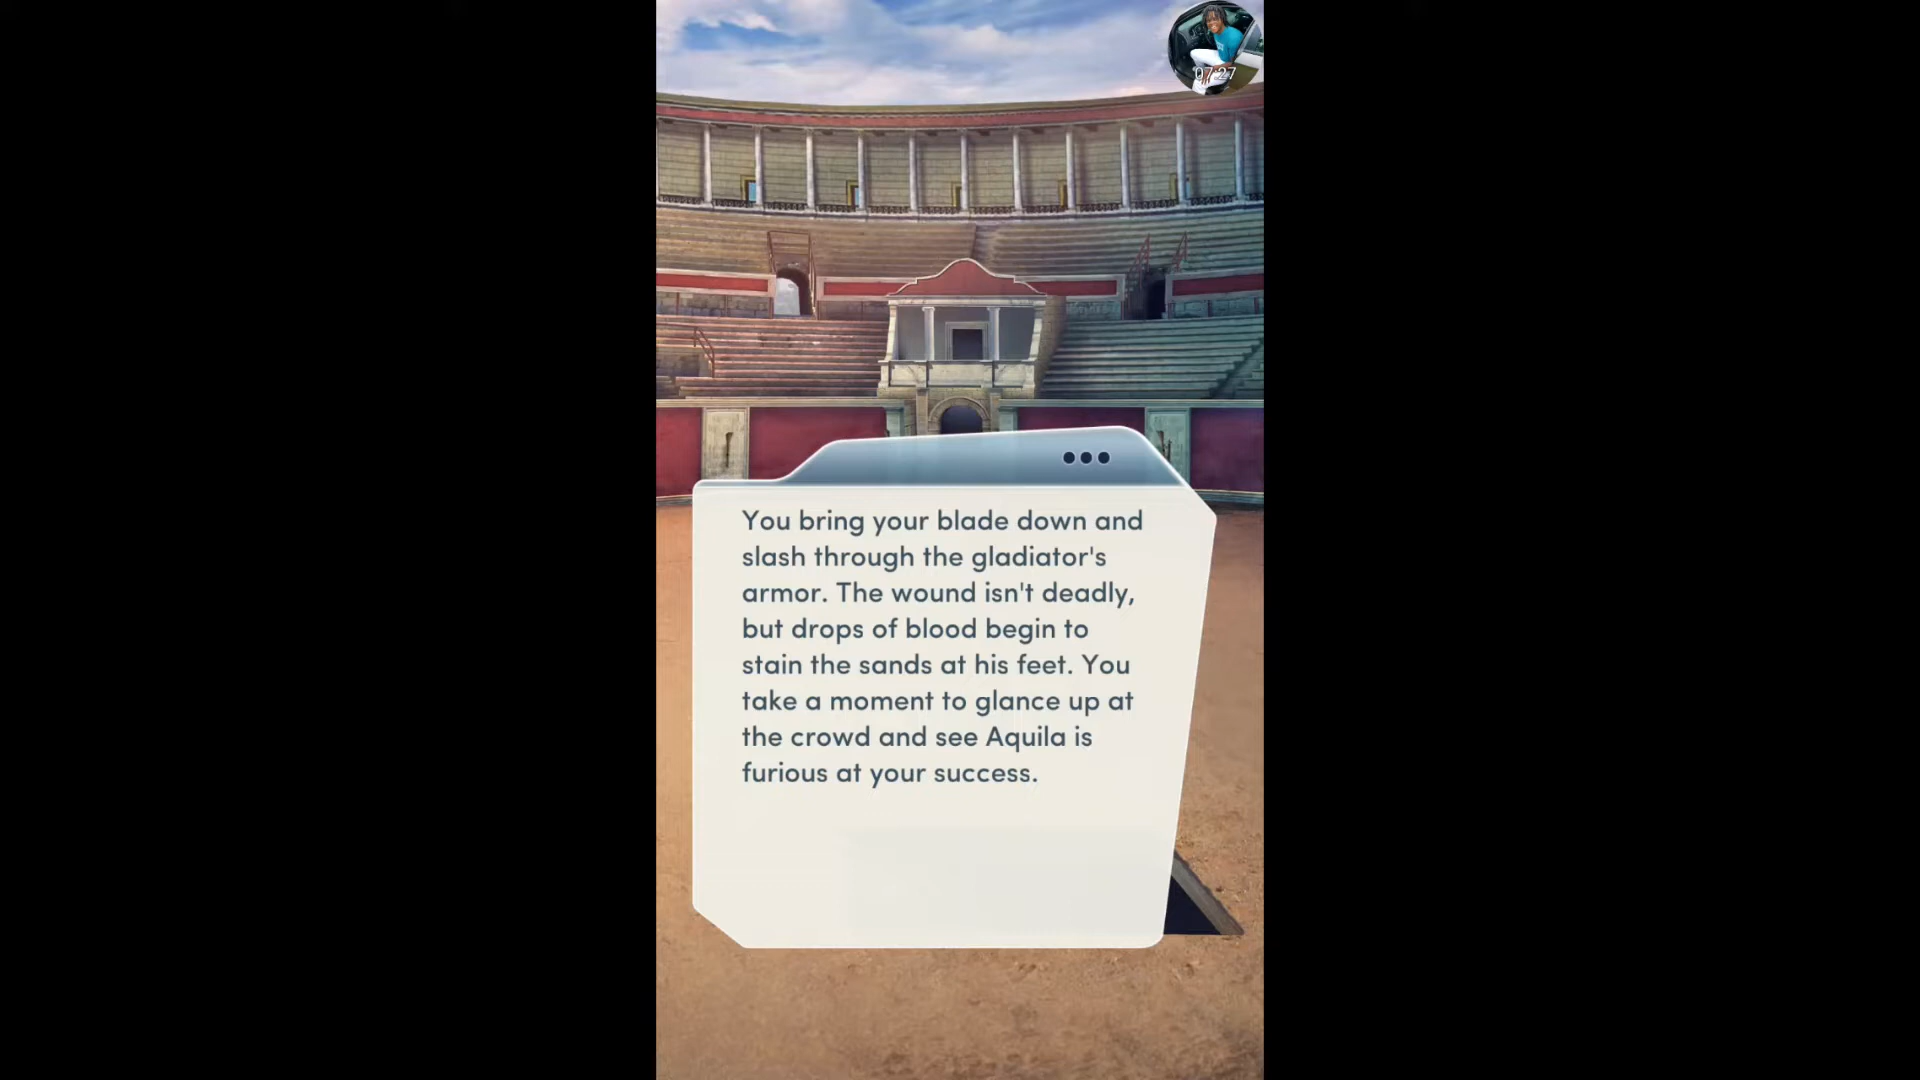 07:27
You bring your blade down and
slash through the gladiator's
armor. The wound isn't deadly,
but drops of blood begin to
stain the sands at his feet. You
take a moment to glance up at
the crowd and see Aquila is
furious at your success.